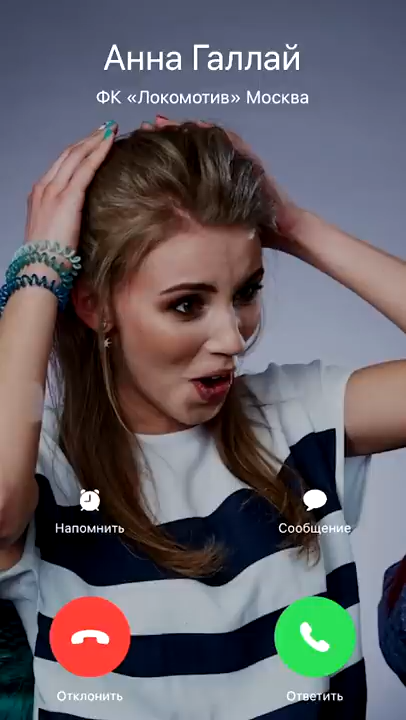 Анна Галлай
ФК «Локомотив» Москва
Напомнить
Сообщение
Отклонить
Ответить